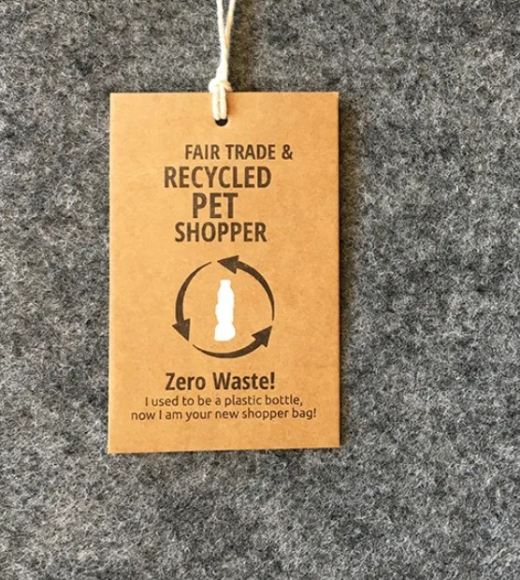 FAIR TRADE &
RECYCLED
PET
SHOPPER
Zero Waste!
I used to be a plastic bottle,
now I am your new shopper bag!